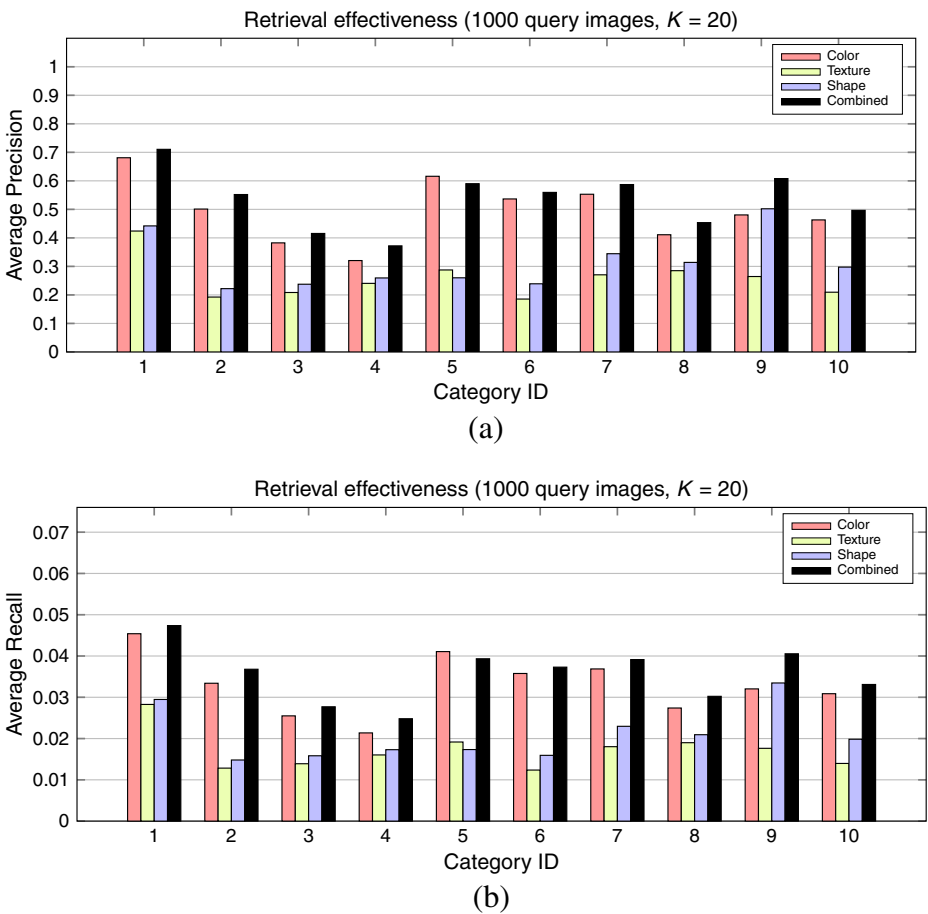 Retrieval effectiveness (1000 query images, K = 20)
Color
Texture
Shape
Combined
Average Precision
1
0.9
0.8
0.7
0.6
0.5
0.4
0.3
0.2
0.1
0
1 2 3 4 5 6 7 8 9 10
Category ID
(a)
Retrieval effectiveness (1000 query images, K = 20)
Color
Texture
Shape
Combined
Average Recall
0.07
0.06
0.05
0.04
0.03
0.02
0.01
0
1 2 3 4 5 6 7 8 9 10
Category ID
(b)